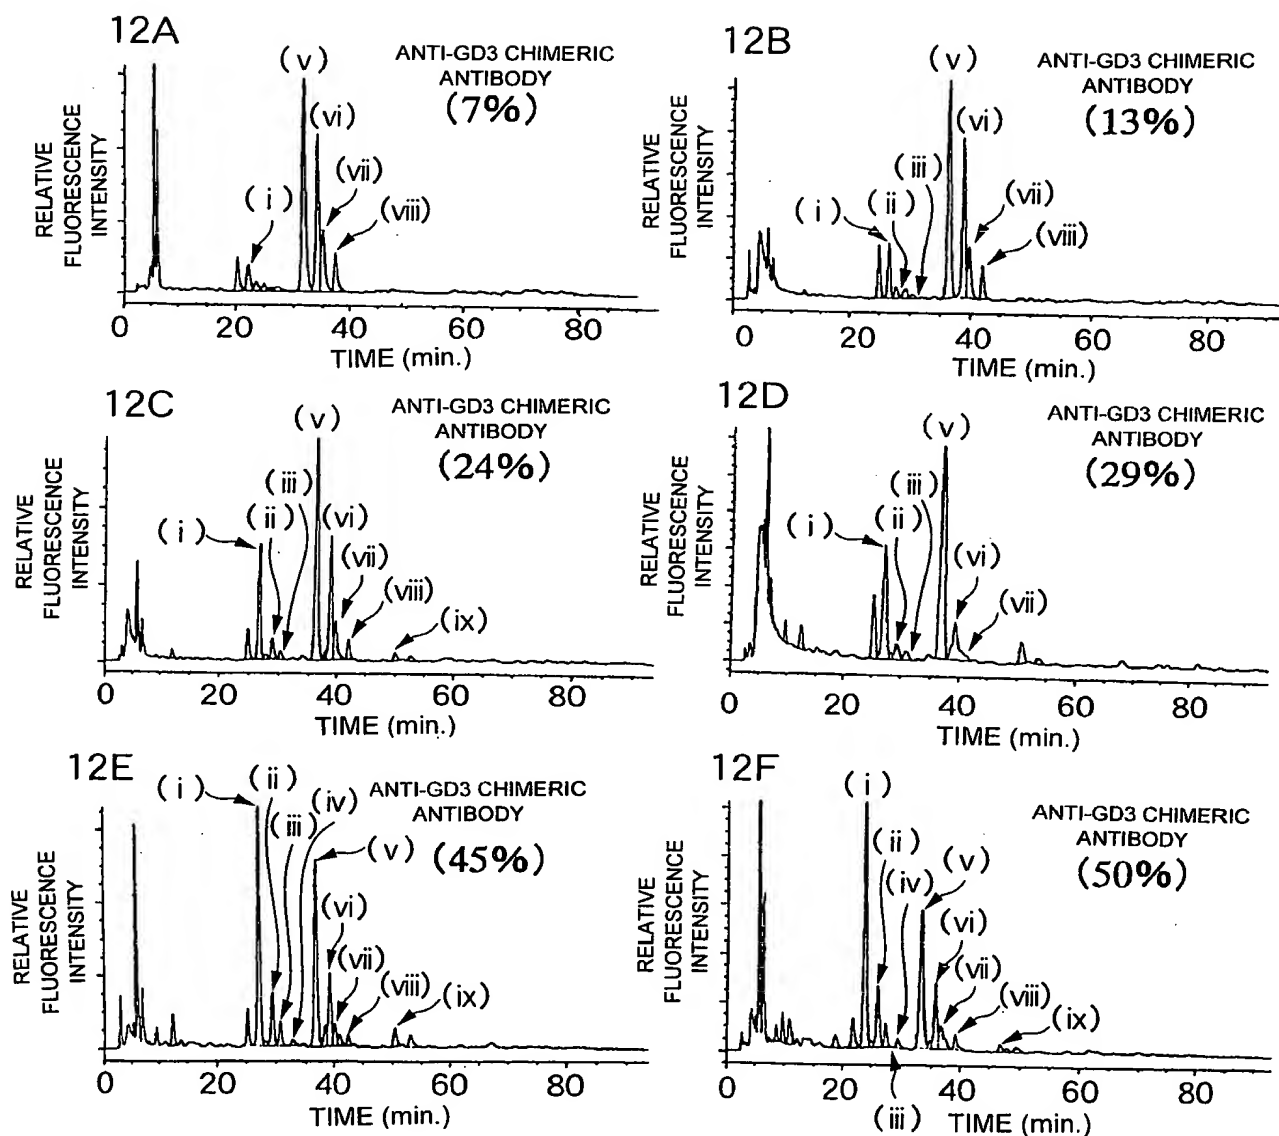 12A
ANTI-GD3 CHIMERIC
ANTIBODY
(7%)
(v)
(vi)
(vii)
(viii)
(i)
RELATIVE
FLUORESCENCE
INTENSITY
0 20 40 60 80
TIME (min.)
12B
ANTI-GD3 CHIMERIC
ANTIBODY
(13%)
(v)
(vi)
(iii)
(ii)
(i)
(vii)
(viii)
RELATIVE
FLUORESCENCE
INTENSITY
0 20 40 60 80
TIME (min.)
12C
ANTI-GD3 CHIMERIC
ANTIBODY
(24%)
(v)
(iii)
(ii)
(i)
(vi)
(vii)
(viii)
(ix)
RELATIVE
FLUORESCENCE
INTENSITY
0 20 40 60 80
TIME (min.)
12D
ANTI-GD3 CHIMERIC
ANTIBODY
(29%)
(v)
(iii)
(ii)
(i)
(vi)
(vii)
RELATIVE
FLUORESCENCE
INTENSITY
0 20 40 60 80
TIME (min.)
12E
ANTI-GD3 CHIMERIC
ANTIBODY
(45%)
(i)
(ii)
(iii)
(iv)
(v)
(vi)
(vii)
(viii)
(ix)
RELATIVE
FLUORESCENCE
INTENSITY
0 20 40 60 80
TIME (min.)
12F
ANTI-GD3 CHIMERIC
ANTIBODY
(50%)
(i)
(ii)
(iv)
(v)
(vi)
(vii)
(viii)
(ix)
RELATIVE
FLUORESCENCE
INTENSITY
0 20 40 60 80
(iii)
TIME (min.)